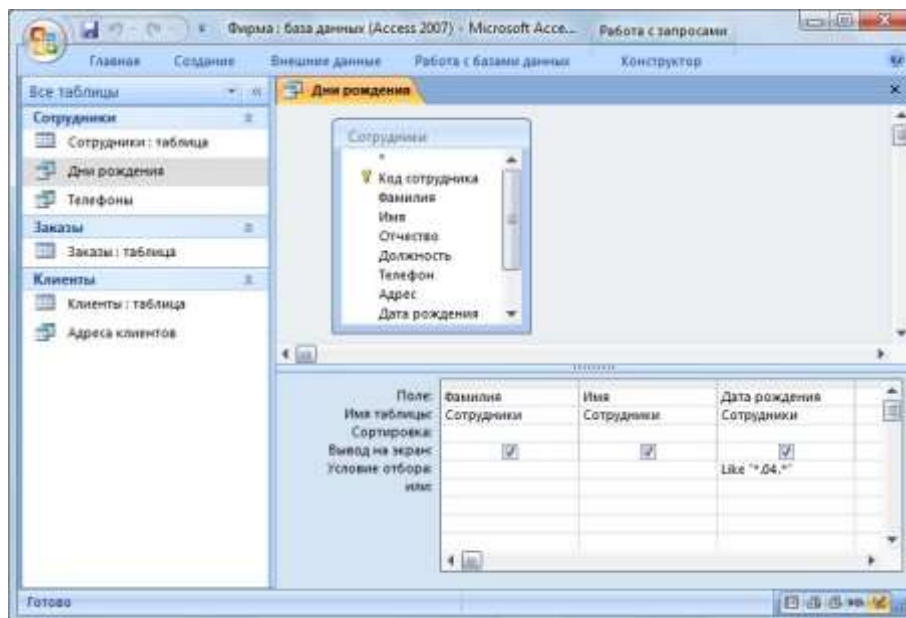 Фирма : база данных (Access 2007) - Microsoft Acce...
Работа с запросами
Главная Создание Внешние данные Работа с базами данных Конструктор
Все таблицы
Дни рождения
Сотрудники
Сотрудники : таблица
Дни рождения
Телефоны
Заказы
Заказы : таблица
Клиенты
Клиенты : таблица
Адреса клиентов
Сотрудники
*
Код сотрудника
Фамилия
Имя
Отчество
Должность
Телефон
Адрес
Дата рождения
Поле: Фамилия Имя Дата рождения
Имя таблицы: Сотрудники Сотрудники Сотрудники
Сортировка:
Вывод на экран:
Условие отбора: Like "*.04.*"
или:
Готово